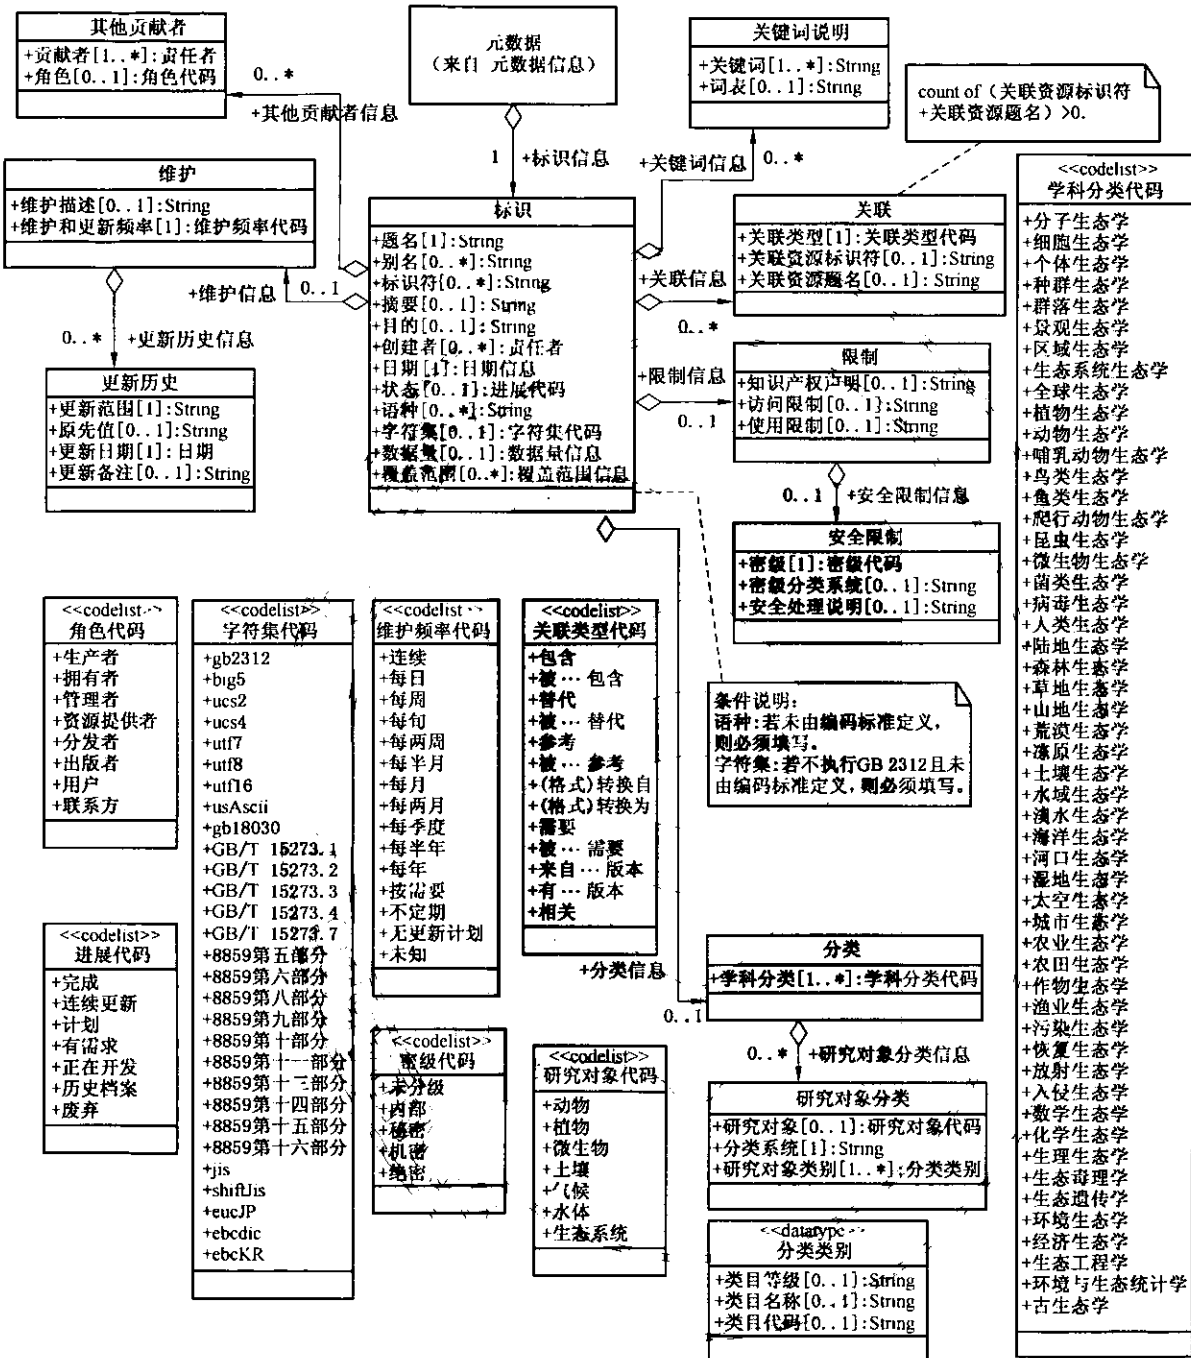 其他贡献者
+贡献者[1..*]:责任者
+角色[0..1]:角色代码
0..*
+其他贡献者信息
元数据
(来自 元数据信息)
1 +标识信息
关键词说明
+关键词[1..*]:String
+词表[0..1]:String
+关键词信息 0..*
count of (关联资源标识符
+关联资源题名) >0.
维护
+维护描述[0..1]:String
+维护和更新频率[1]:维护频率代码
+维护信息 0..1
0..* +更新历史信息
更新历史
+更新范围[1]:String
+原先值[0..1]:String
+更新日期[1]:日期
+更新备注[0..1]:String
标识
+题名[1]:String
+别名[0..*]:String
+标识符[0..*]:String
+摘要[0..1]:String
+目的[0..1]:String
+创建者[0..*]:责任者
+日期[1]:日期信息
+状态[0..1]:进展代码
+语种[0..*]:String
+字符集[0..1]:字符集代码
+数据量[0..1]:数据量信息
+覆盖范围[0..*]:覆盖范围信息
关联
+关联类型[1]:关联类型代码
+关联资源标识符[0..1]:String
+关联资源题名[0..1]:String
+关联信息
0..*
限制
+知识产权声明[0..1]:String
+访问限制[0..1]:String
+使用限制[0..1]:String
+限制信息
0..1
0..1 +安全限制信息
安全限制
+密级[1]:密级代码
+密级分类系统[0..1]:String
+安全处理说明[0..1]:String
<<codelist>>
学科分类代码
+分子生态学
+细胞生态学
+个体生态学
+种群生态学
+群落生态学
+景观生态学
+区域生态学
+生态系统生态学
+全球生态学
+植物生态学
+动物生态学
+哺乳动物生态学
+鸟类生态学
+鱼类生态学
+爬行动物生态学
+昆虫生态学
+微生物生态学
+菌类生态学
+病毒生态学
+人类生态学
+陆地生态学
+森林生态学
+草地生态学
+山地生态学
+荒漠生态学
+冻原生态学
+土壤生态学
+水域生态学
+淡水生态学
+海洋生态学
+河口生态学
+湿地生态学
+太空生态学
+城市生态学
+农业生态学
+农田生态学
+作物生态学
+渔业生态学
+污染生态学
+恢复生态学
+放射生态学
+入侵生态学
+数学生态学
+化学生态学
+生理生态学
+生态毒理学
+生态遗传学
+环境生态学
+经济生态学
+生态工程学
+环境与生态统计学
+古生态学
<<codelist>>
角色代码
+生产者
+拥有者
+管理者
+资源提供者
+分发者
+出版者
+用户
+联系方
<<codelist>>
字符集代码
+gb2312
+big5
+ucs2
+ucs4
+utf7
+utf8
+utf16
+usAscii
+gb18030
+GB/T 15273.1
+GB/T 15273.2
+GB/T 15273.3
+GB/T 15273.4
+GB/T 15273.7
+8859第五部分
+8859第六部分
+8859第八部分
+8859第九部分
+8859第十部分
+8859第十一部分
+8859第十三部分
+8859第十四部分
+8859第十五部分
+8859第十六部分
+jis
+shiftJis
+eucJP
+ebcdic
+ebcKR
<<codelist>>
维护频率代码
+连续
+每日
+每周
+每旬
+每两周
+每半月
+每月
+每两月
+每季度
+每半年
+每年
+按需要
+不定期
+无更新计划
+未知
<<codelist>>
关联类型代码
+包含
+被… 包含
+替代
+被… 替代
+参考
+被… 参考
+(格式)转换自
+(格式)转换为
+需要
+被… 需要
+来自… 版本
+有… 版本
+相关
条件说明:
语种:若未由编码标准定义,
则必须填写。
字符集:若不执行GB 2312且未
由编码标准定义,则必须填写。
<<codelist>>
进展代码
+完成
+连续更新
+计划
+有需求
+正在开发
+历史档案
+废弃
<<codelist>>
密级代码
+未分级
+内部
+秘密
+机密
+绝密
<<codelist>>
研究对象代码
+动物
+植物
+微生物
+土壤
+气候
+水体
+生态系统
+分类信息
0..1
分类
+学科分类[1..*]:学科分类代码
0..* +研究对象分类信息
研究对象分类
+研究对象[0..1]:研究对象代码
+分类系统[1]:String
+研究对象类别[1..*]:分类类别
<<datatype>>
分类类别
+类目等级[0..1]:String
+类目名称[0..1]:String
+类目代码[0..1]:String